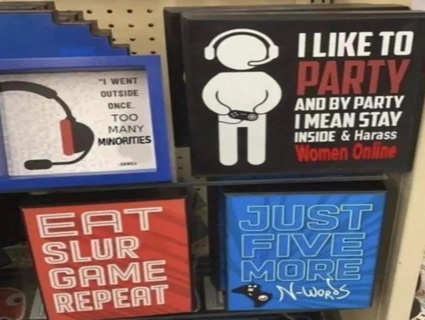 "I WENT
OUTSIDE
ONCE.
TOO
MANY
MINORITIES
I LIKE TO
PARTY
AND BY PARTY
I MEAN STAY
INSIDE & Harass
Women Online
EAT
SLUR
GAME
REPEAT
JUST
FIVE
MORE
N-WORDS